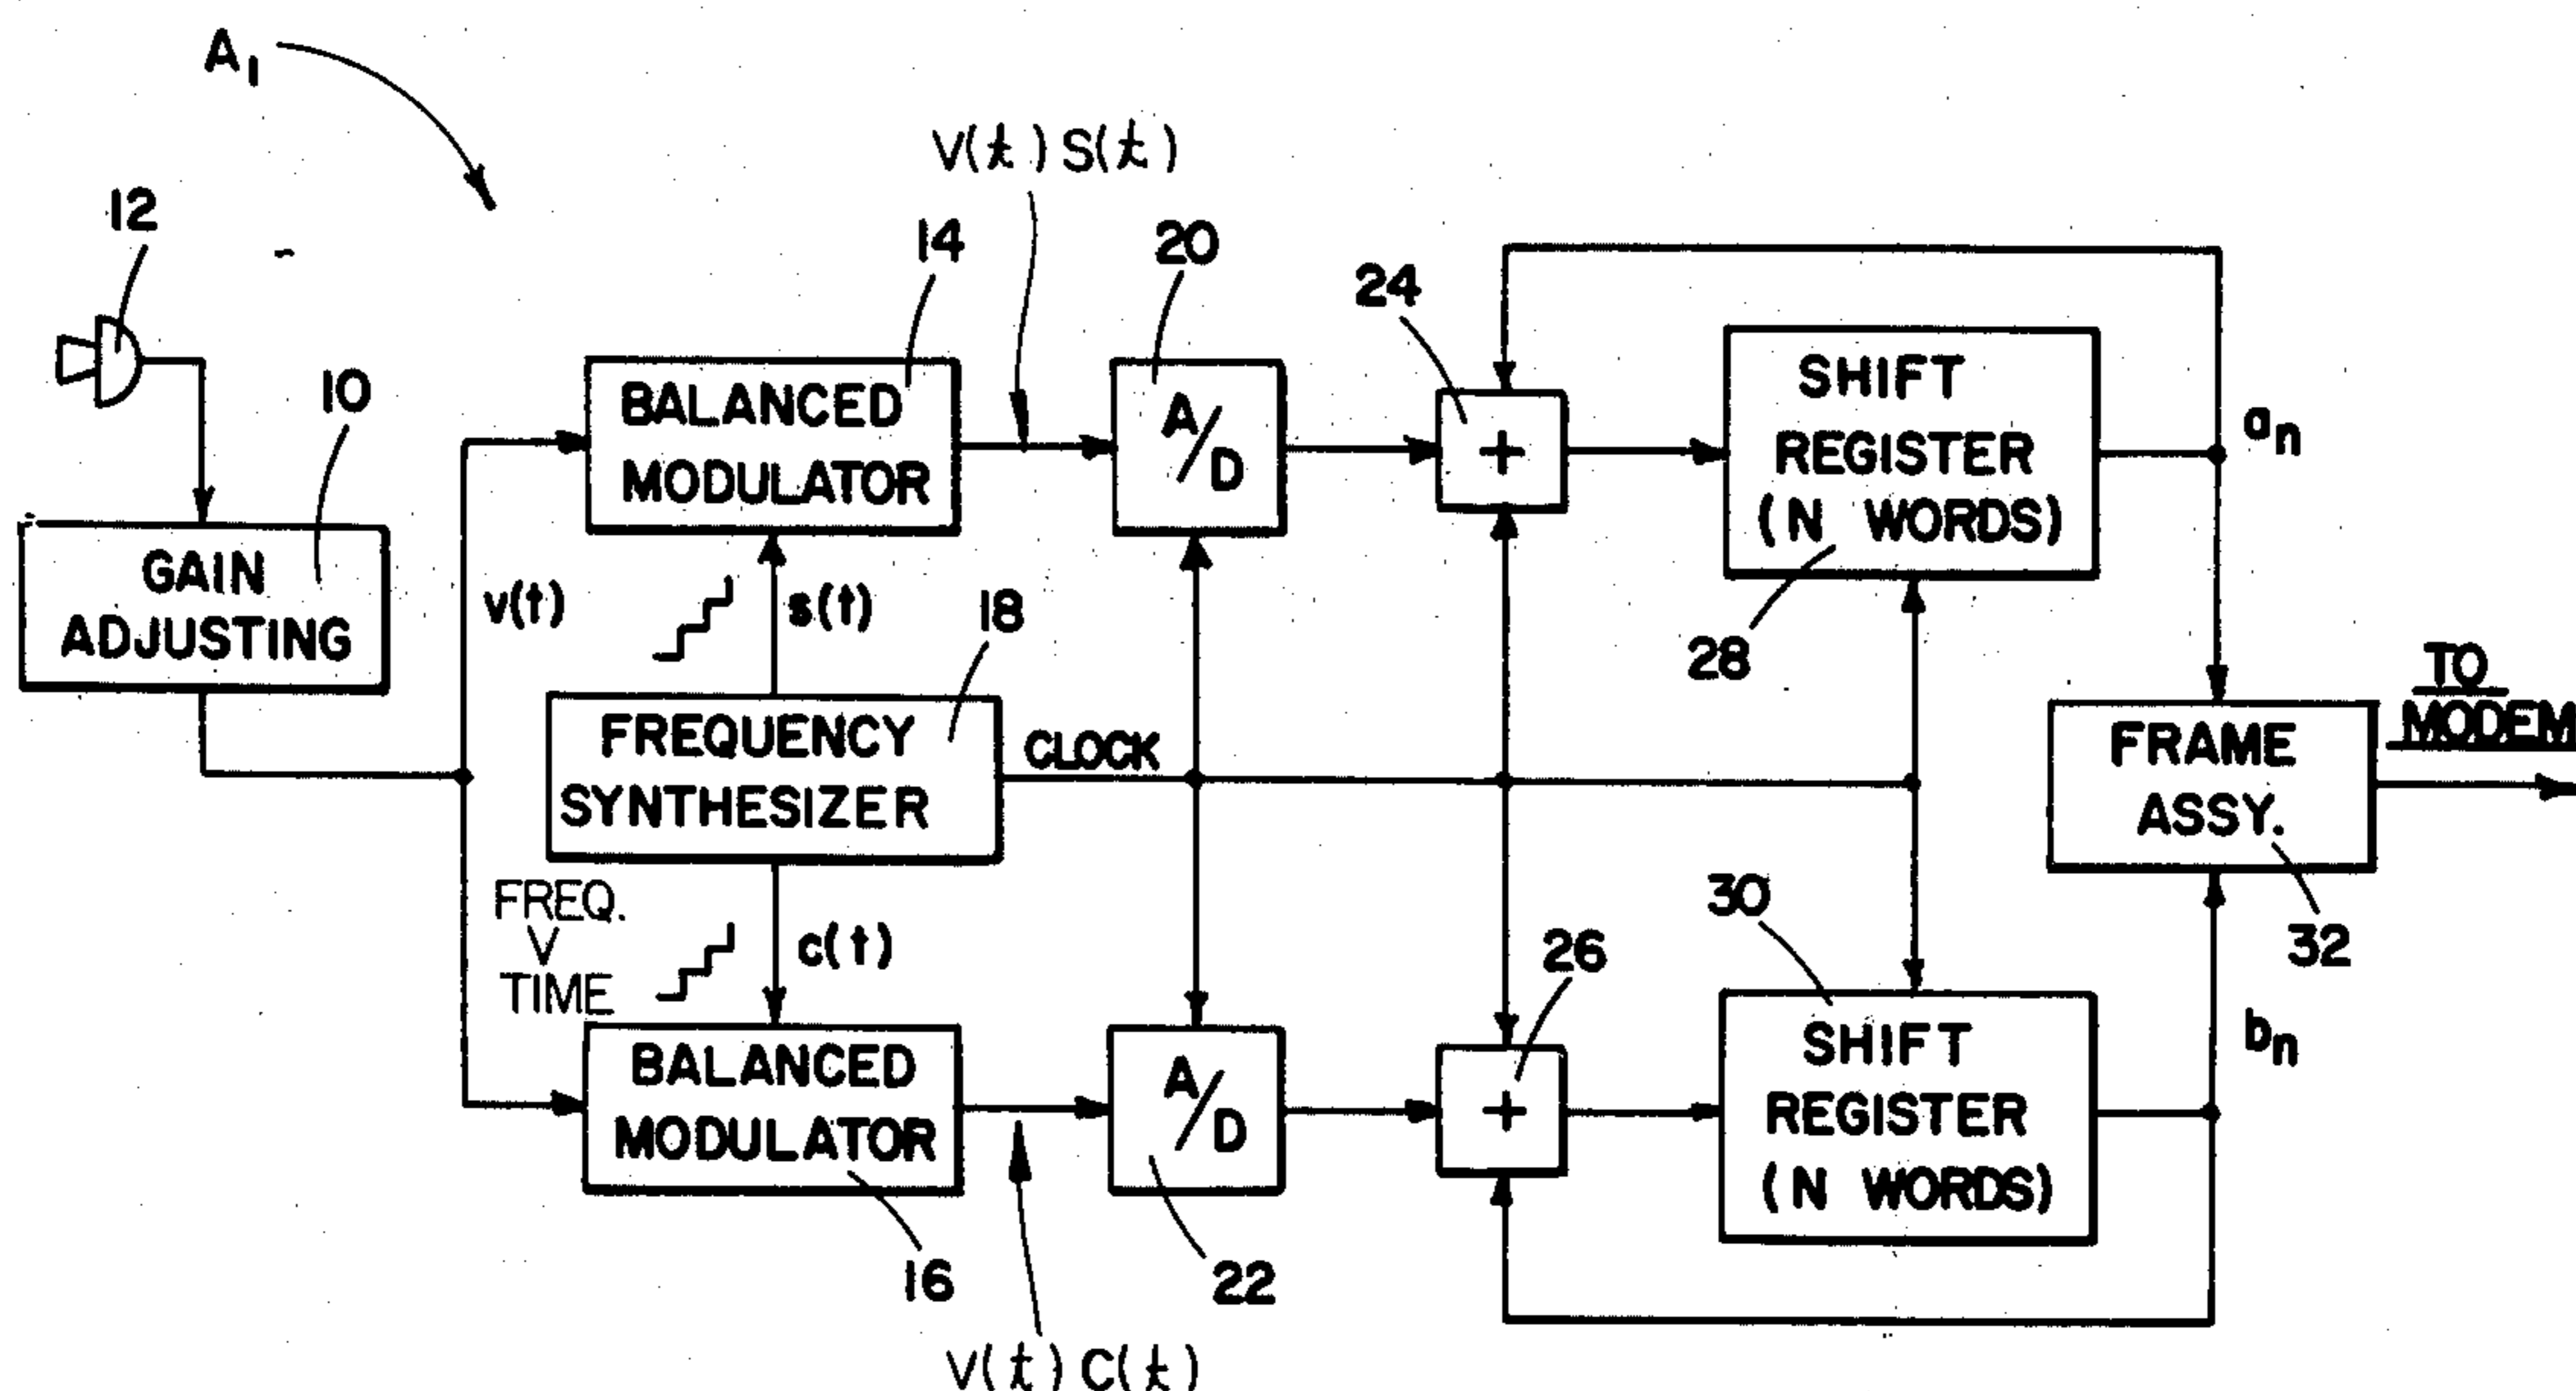 A₁
12
10
GAIN
ADJUSTING
v(t)
14
BALANCED
MODULATOR
V(t) S(t)
20
A/D
24
+
SHIFT
REGISTER
(N WORDS)
28
aₙ
s(t)
18
FREQUENCY
SYNTHESIZER
CLOCK
TO
MODEM
FRAME
ASSY.
32
FREQ.
V
TIME
c(t)
BALANCED
MODULATOR
16
V(t) C(t)
A/D
22
26
+
30
SHIFT
REGISTER
(N WORDS)
bₙ